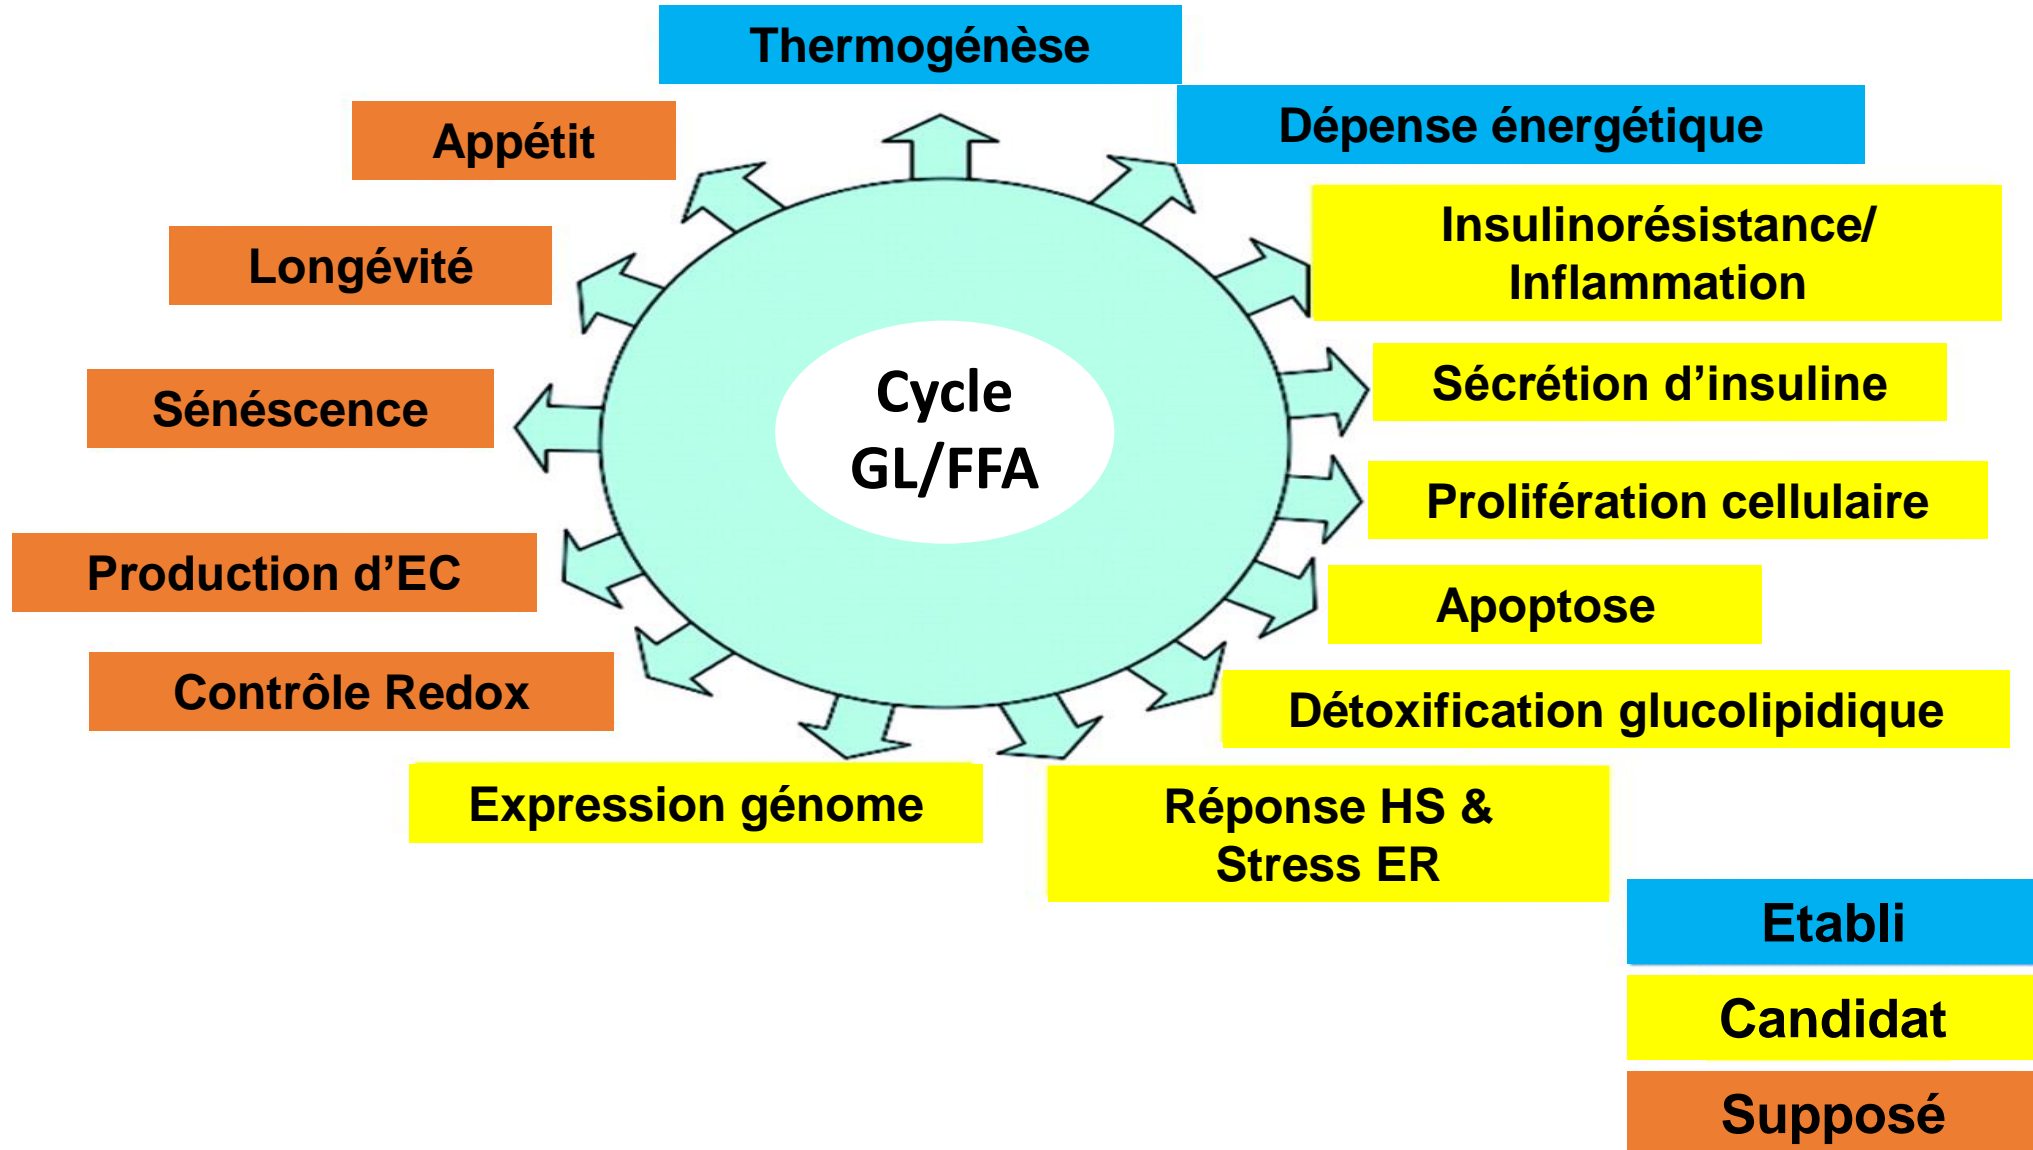 Thermogénèse
Dépense énergétique
Appétit
Insulinorésistance/
Inflammation
Longévité
Sécrétion d’insuline
Sénéscence
Cycle
GL/FFA
Prolifération cellulaire
Production d’EC
Apoptose
Contrôle Redox
Détoxification glucolipidique
Expression génome
Réponse HS &
Stress ER
Etabli
Candidat
Supposé